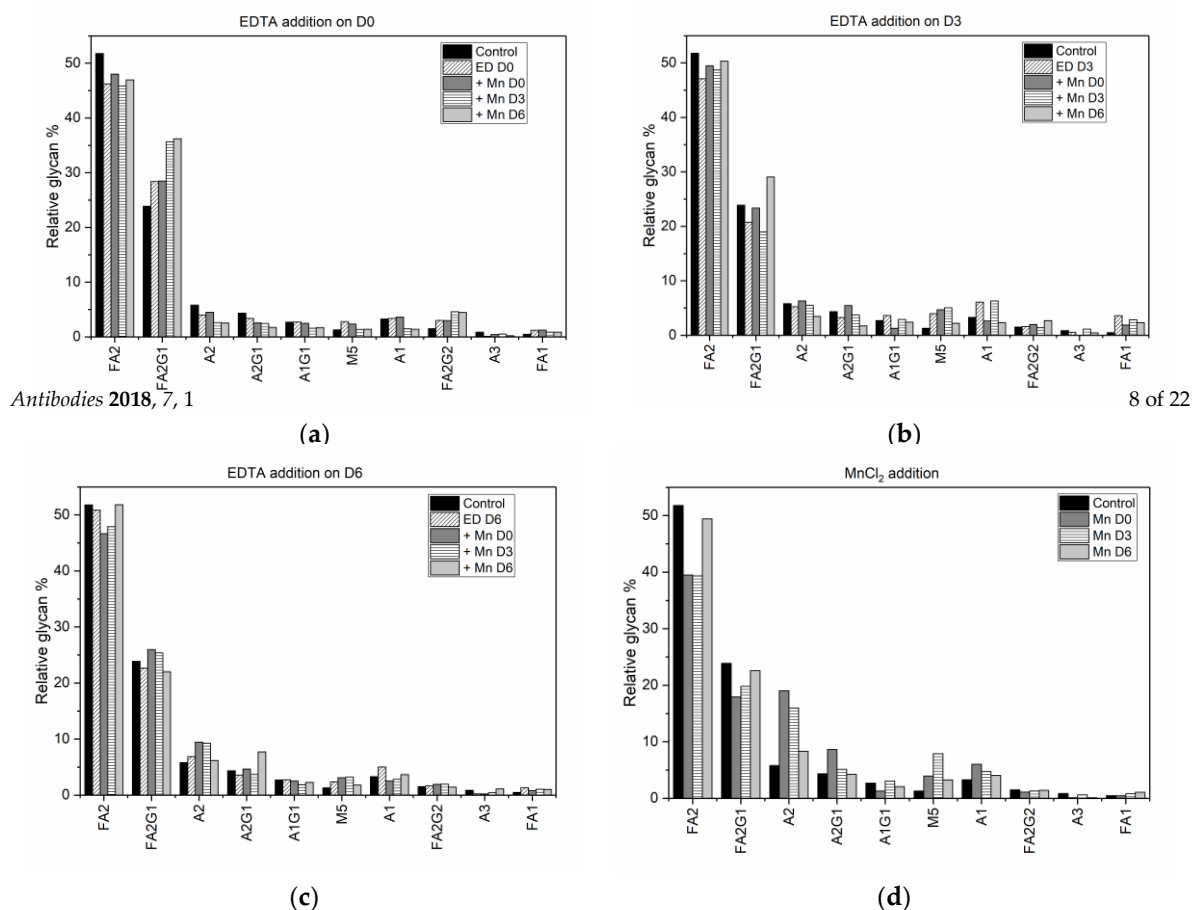 EDTA addition on D0
Relative glycan %
50
40
30
20
10
0
Control
ED D0
+ Mn D0
+ Mn D3
+ Mn D6
FA2
FA2G1
A2
A2G1
A1G1
M5
A1
FA2G2
A3
FA1
EDTA addition on D3
Relative glycan %
50
40
30
20
10
0
Control
ED D3
+ Mn D0
+ Mn D3
+ Mn D6
FA2
FA2G1
A2
A2G1
A1G1
M5
A1
FA2G2
A3
FA1
Antibodies 2018, 7, 1
8 of 22
(a)
(b)
EDTA addition on D6
Relative glycan %
50
40
30
20
10
0
Control
ED D6
+ Mn D0
+ Mn D3
+ Mn D6
FA2
FA2G1
A2
A2G1
A1G1
M5
A1
FA2G2
A3
FA1
MnCl₂ addition
Relative glycan %
50
40
30
20
10
0
Control
Mn D0
Mn D3
Mn D6
FA2
FA2G1
A2
A2G1
A1G1
M5
A1
FA2G2
A3
FA1
(c)
(d)